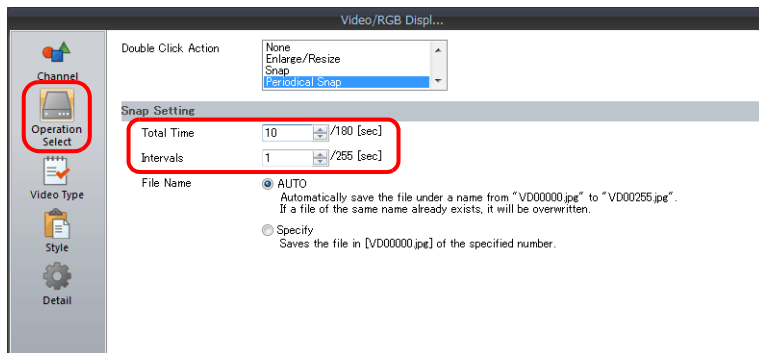 Video/RGB Displ...
Channel
Operation
Select
Video Type
Style
Detail
Double Click Action
None
Enlarge/Resize
Snap
Periodical Snap
Snap Setting
Total Time
10
/180 [sec]
Intervals
1
/255 [sec]
File Name
AUTO
Automatically save the file under a name from "VD00000.jpg" to "VD00255.jpg".
If a file of the same name already exists, it will be overwritten.
Specify
Saves the file in [VD00000.jpg] of the specified number.